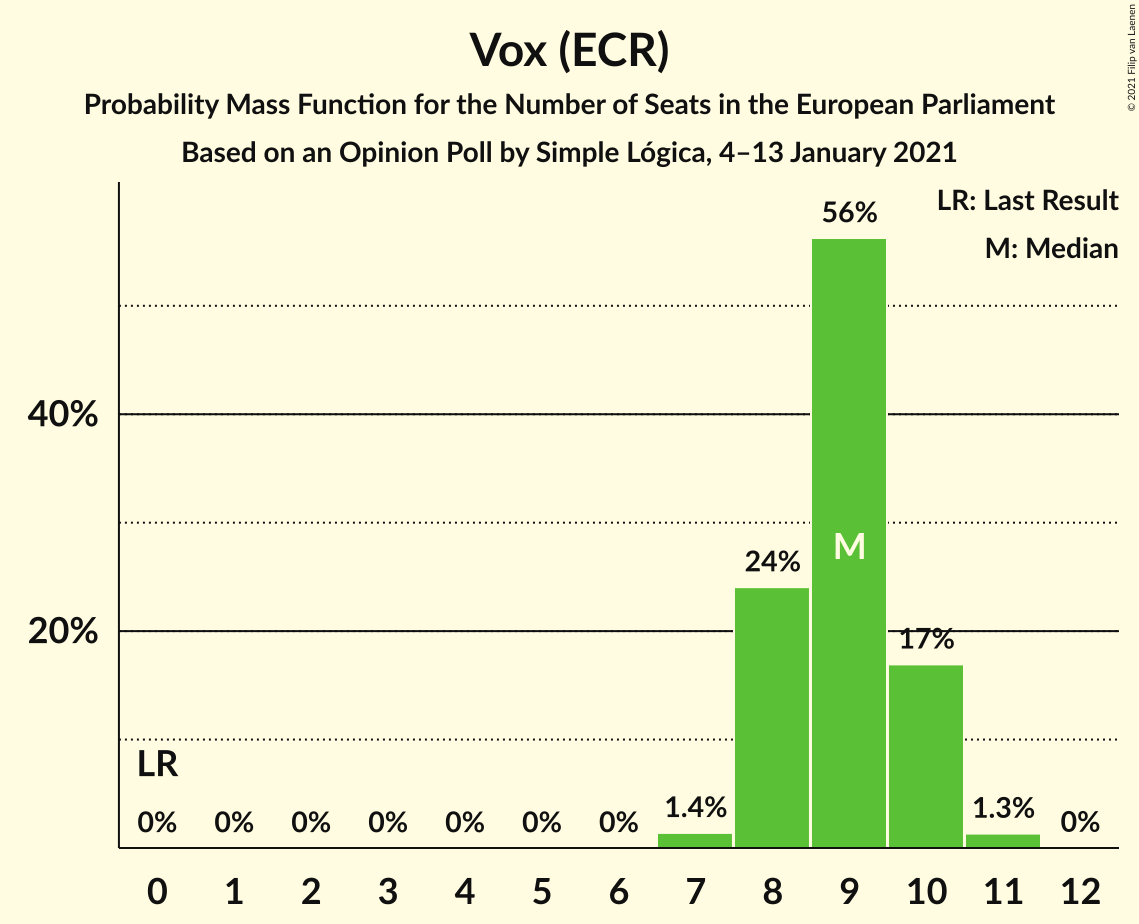 Vox (ECR)
Probability Mass Function for the Number of Seats in the European Parliament
Based on an Opinion Poll by Simple Lógica, 4–13 January 2021
© 2021 Filip van Laenen
LR: Last Result
M: Median
56%
40%
M
24%
20%
17%
LR
0% 0% 0% 0% 0% 0% 0% 1.4% 1.3% 0%
0 1 2 3 4 5 6 7 8 9 10 11 12